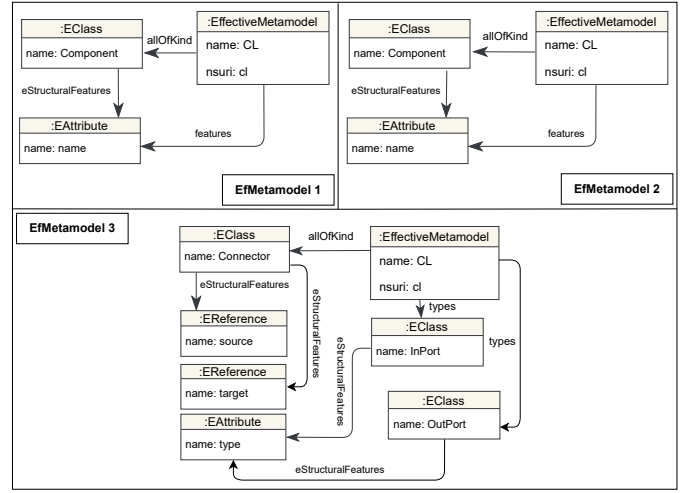 :EClass
name: Component
allOfKind
:EffectiveMetamodel
name: CL
nsuri: cl
eStructuralFeatures
:EAttribute
name: name
features
EfMetamodel 1
:EClass
name: Component
allOfKind
:EffectiveMetamodel
name: CL
nsuri: cl
eStructuralFeatures
:EAttribute
name: name
features
EfMetamodel 2
EfMetamodel 3
:EClass
name: Connector
allOfKind
:EffectiveMetamodel
name: CL
nsuri: cl
eStructuralFeatures
eStructuralFeatures
types
types
:EReference
name: source
:EClass
name: InPort
eStructuralFeatures
:EReference
name: target
:EClass
name: OutPort
:EAttribute
name: type
eStructuralFeatures